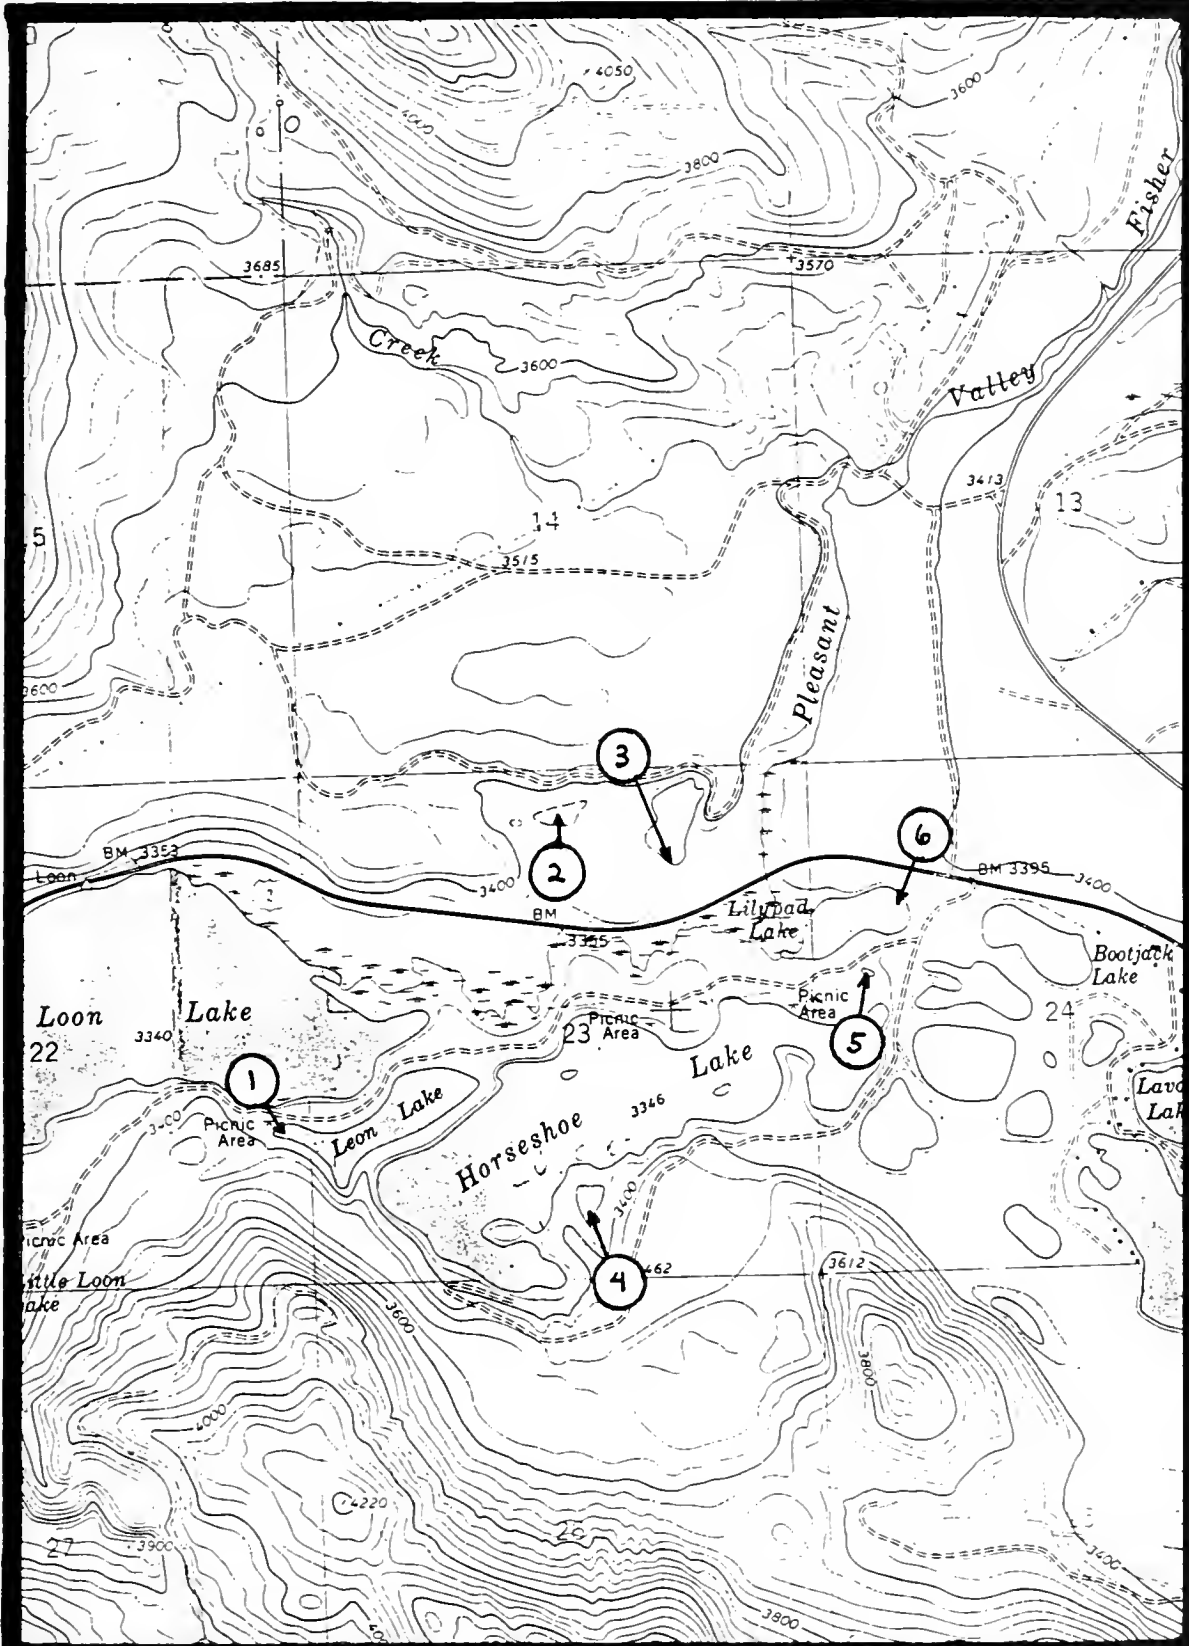 4050
4000
3600
3800
Fisher
3685
3570
Creek
3600
Valley
3413
13
14
5
3515
Pleasant
3600
3
6
BM 3353
Loon
2
3400
BM 3395
3400
BM
3355
Lilypad
Lake
Bootjack
Lake
Loon Lake
22
3340
23
Picnic
Area
Picnic
Area
24
5
1
Lake
3400
Picnic
Area
Leon Lake
3346
Horseshoe
3400
Picnic Area
Little Loon
4
462
3612
3600
3800
4000
4220
27
3900
3400
3800